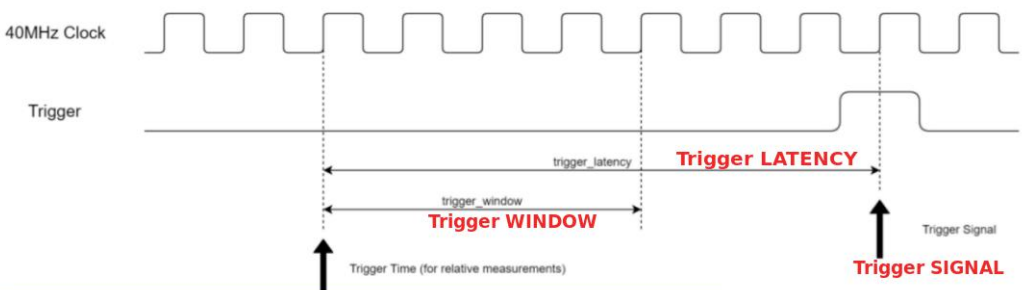 40MHz Clock
Trigger
trigger_latency
Trigger LATENCY
trigger_window
Trigger WINDOW
Trigger Signal
Trigger SIGNAL
Trigger Time (for relative measurements)